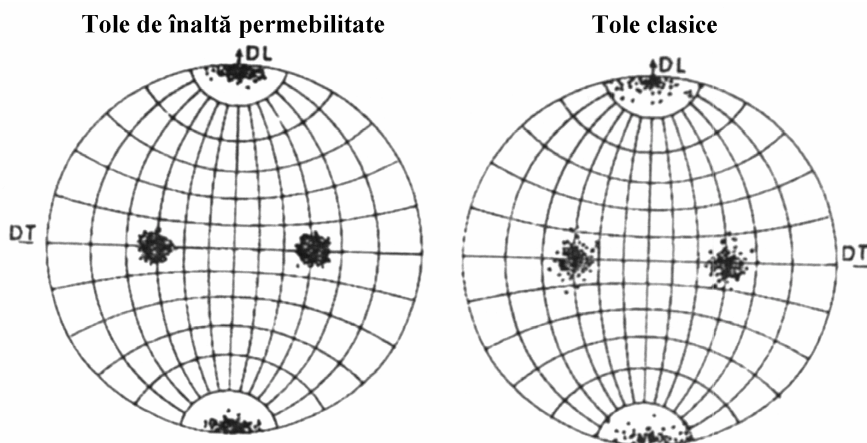 Tole de înaltă permebilitate
Tole clasice
DL
DL
DT
DT